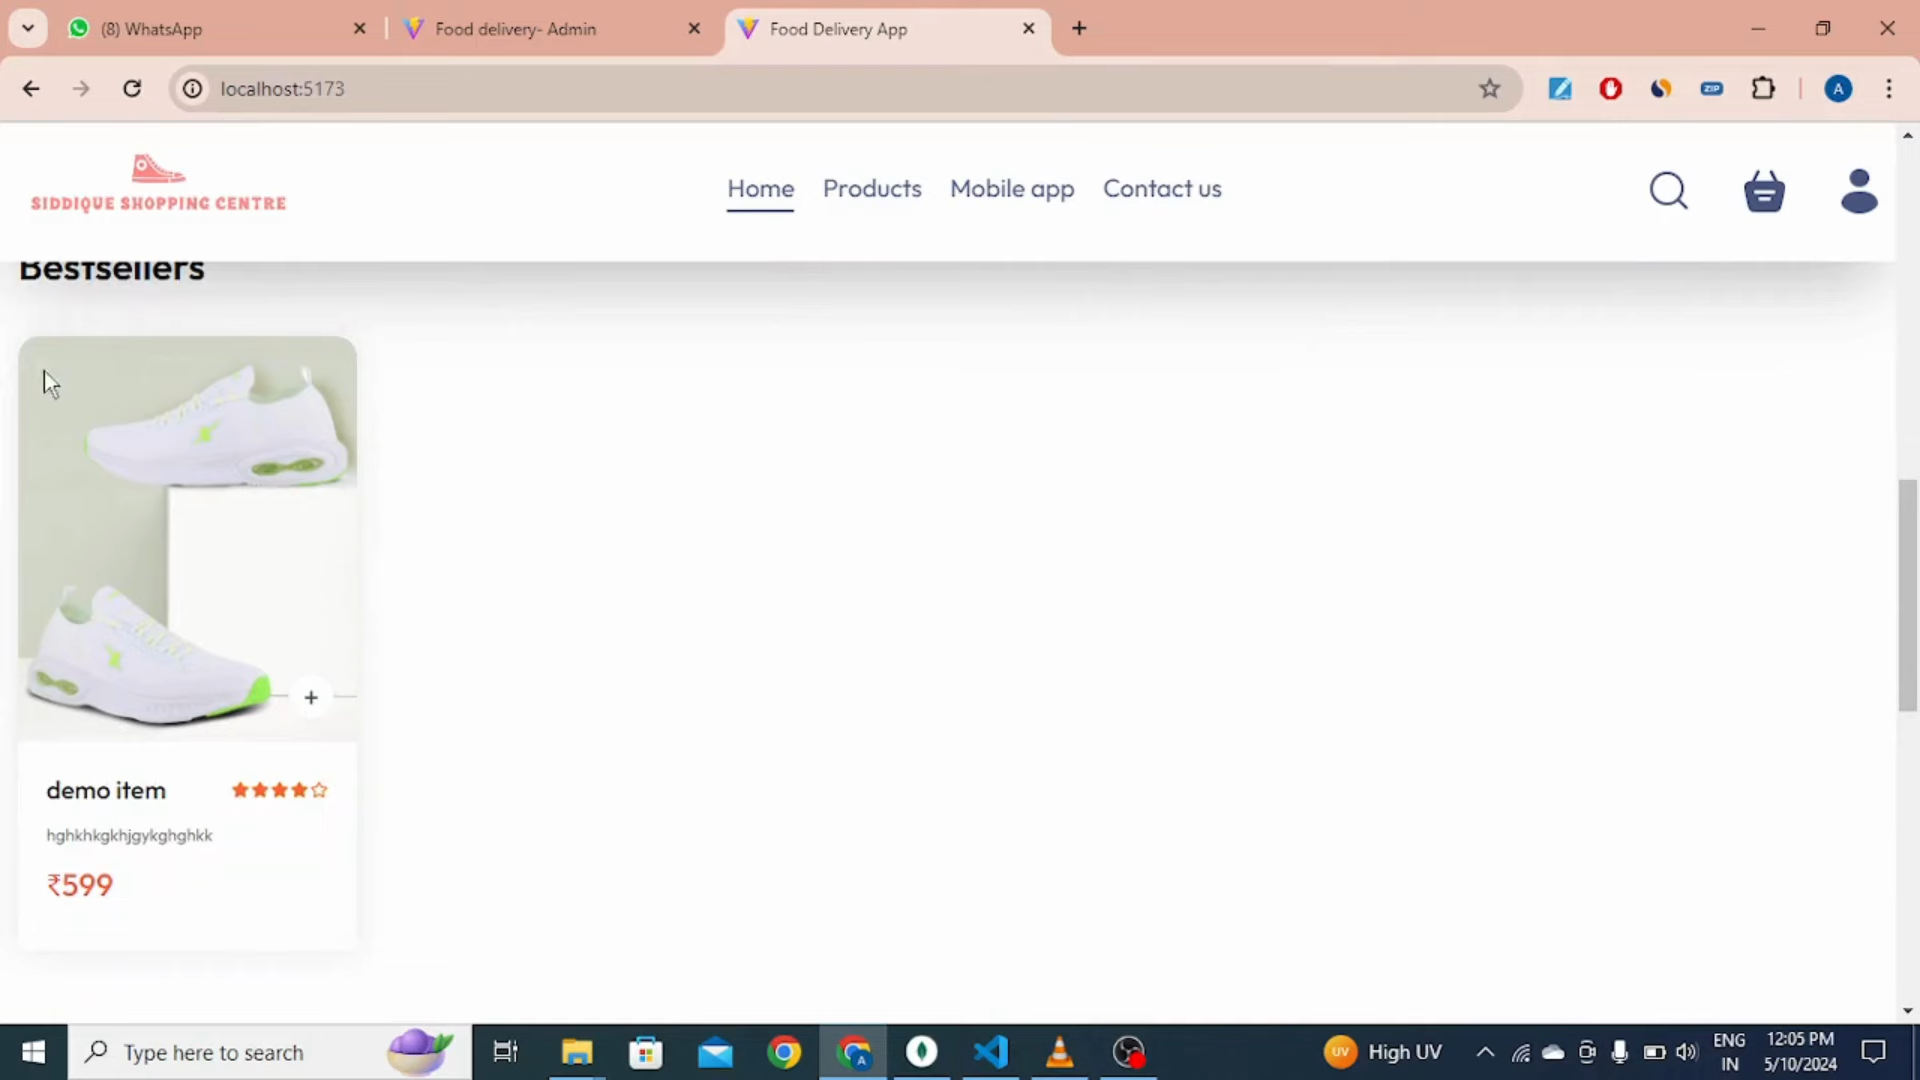 (8) WhatsApp
Food delivery- Admin
Food Delivery App
localhost:5173
ZIP
A
SIDDIQUE SHOPPING CENTRE
Home
Products
Mobile app
Contact us
Bestsellers
demo item
hghkhkgkhjgykghghkk
₹599
Type here to search
A
UV
High UV
ENG
IN
12:05 PM
5/10/2024